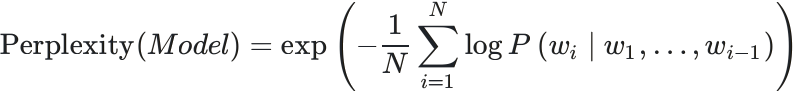 Perplexity(Model) = exp ( −1/N ∑_{i=1}^{N} log P (w_i | w_1, …, w_{i−1}) )